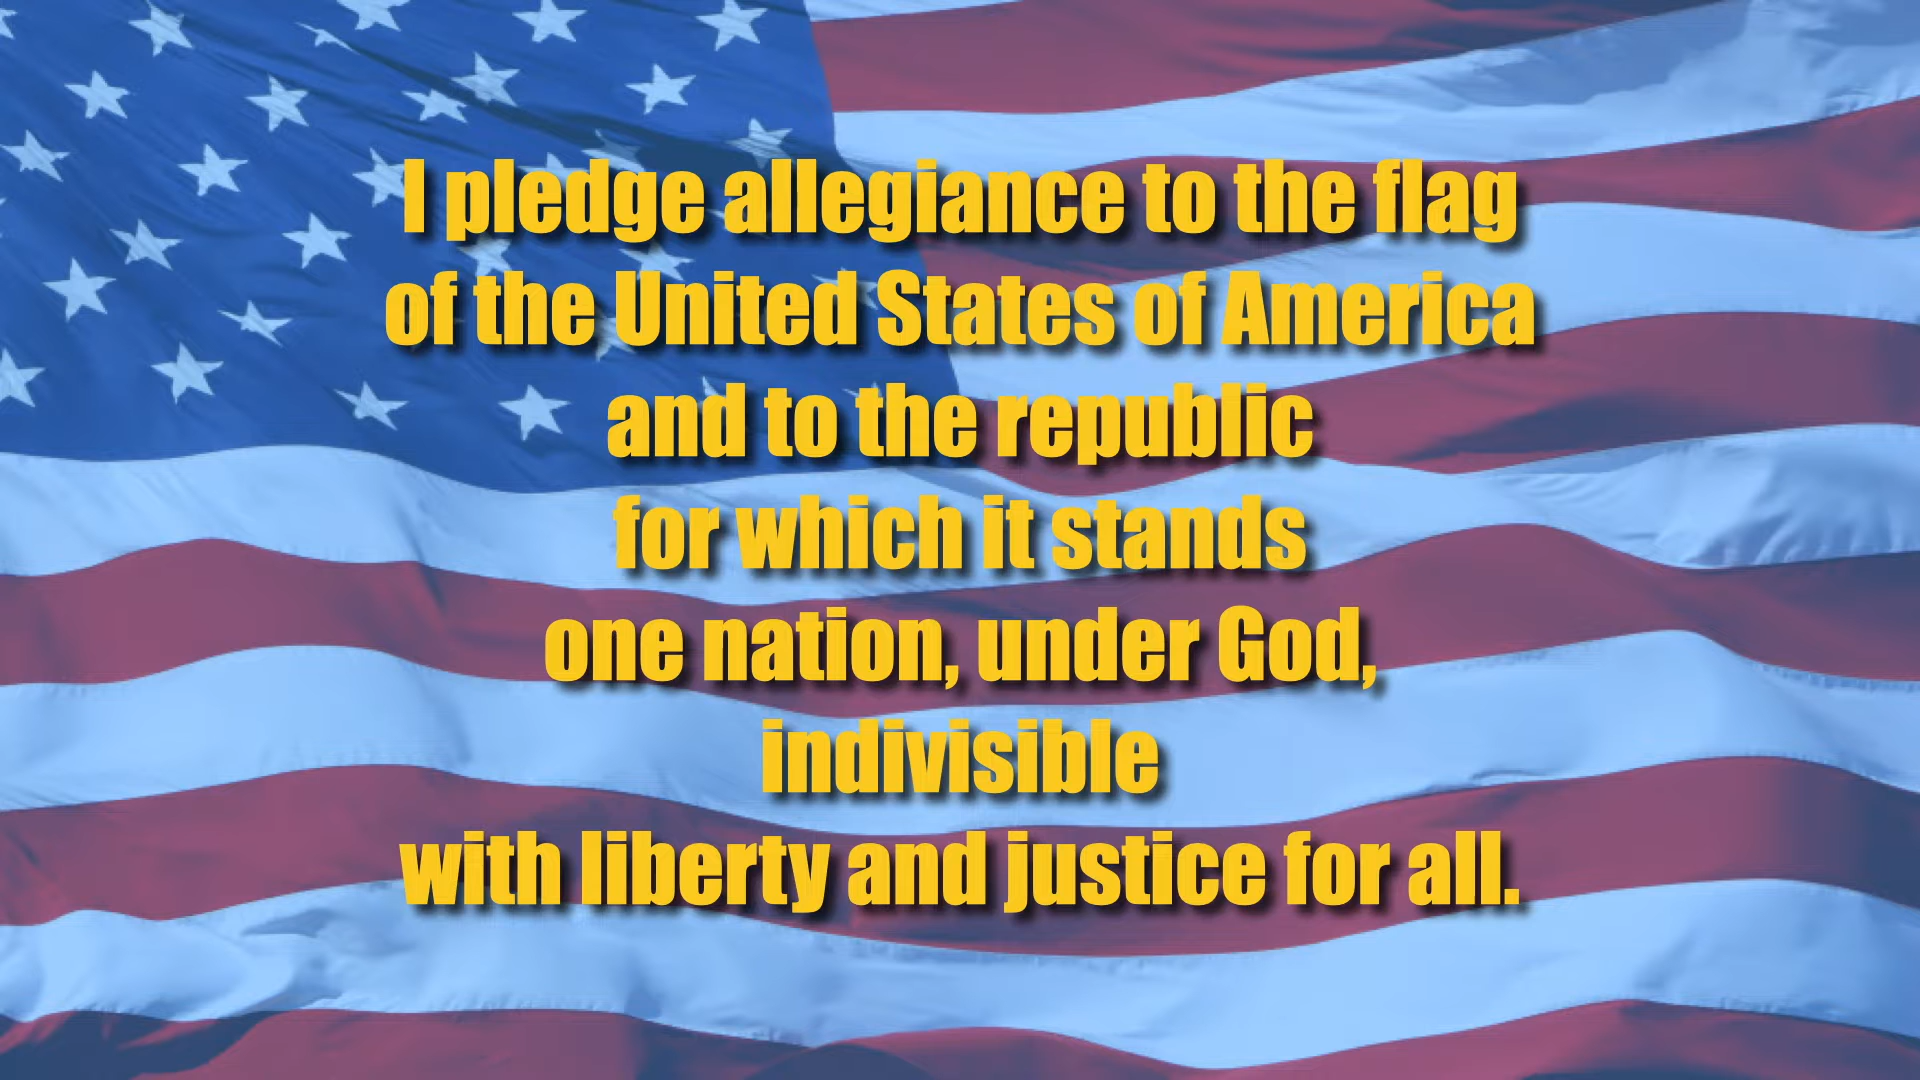 I pledge allegiance to the flag
of the United States of America
and to the republic
for which it stands
one nation, under God,
indivisible
with liberty and justice for all.